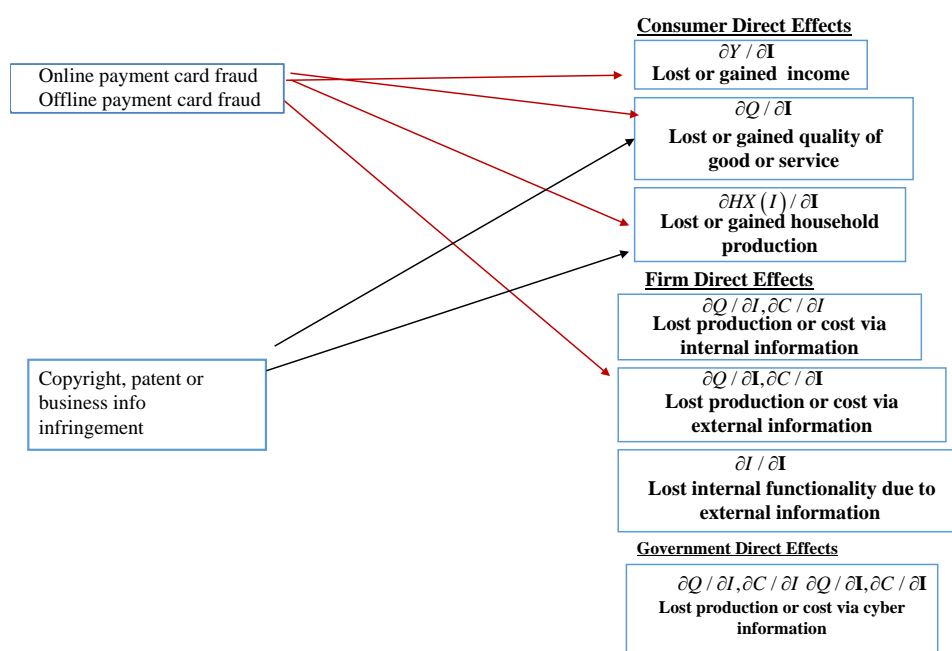 Online payment card fraud
Offline payment card fraud
Copyright, patent or
business info
infringement
Consumer Direct Effects
∂Y / ∂I
Lost or gained income
∂Q / ∂I
Lost or gained quality of
good or service
∂HX (I) / ∂I
Lost or gained household
production
Firm Direct Effects
∂Q / ∂I, ∂C / ∂I
Lost production or cost via
internal information
∂Q / ∂I, ∂C / ∂I
Lost production or cost via
external information
∂I / ∂I
Lost internal functionality due to
external information
Government Direct Effects
∂Q / ∂I, ∂C / ∂I ∂Q / ∂I, ∂C / ∂I
Lost production or cost via cyber
information